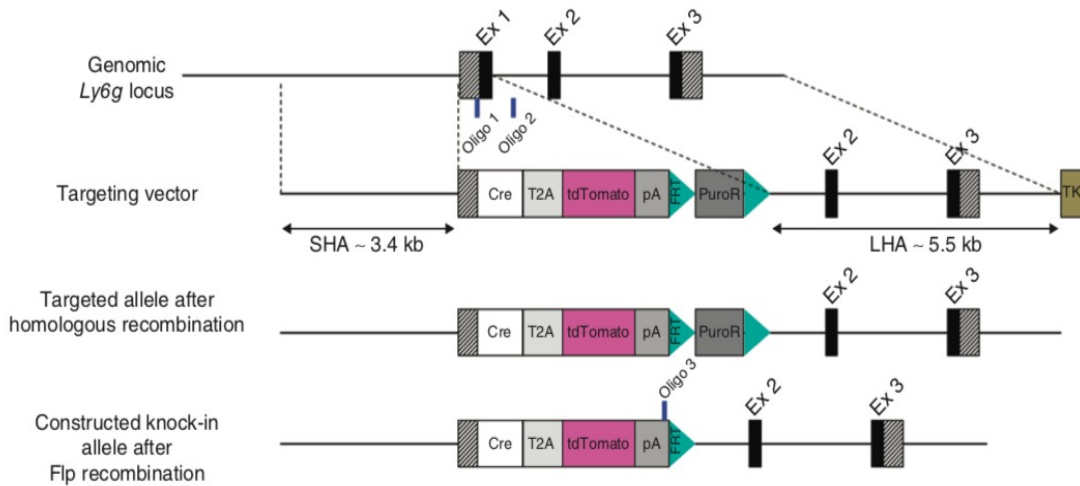 Ex 1
Ex 2
Ex 3
Genomic
Ly6g locus
Oligo 1
Oligo 2
Ex 2
Ex 3
Targeting vector
Cre
T2A
tdTomato
pA
FRT
PuroR
TK
SHA ~ 3.4 kb
LHA ~ 5.5 kb
Ex 2
Ex 3
Targeted allele after
homologous recombination
Cre
T2A
tdTomato
pA
FRT
PuroR
Oligo 3
Ex 2
Ex 3
Constructed knock-in
allele after
Flp recombination
Cre
T2A
tdTomato
pA
FRT